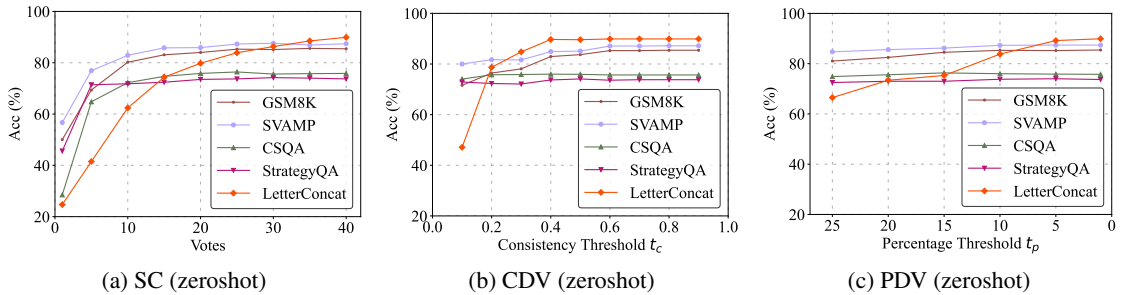 100
80
60
40
20
Acc (%)
0
10
20
30
40
Votes
GSM8K
SVAMP
CSQA
StrategyQA
LetterConcat
(a) SC (zeroshot)
100
80
60
40
20
Acc (%)
0.0
0.2
0.4
0.6
0.8
1.0
Consistency Threshold t_c
GSM8K
SVAMP
CSQA
StrategyQA
LetterConcat
(b) CDV (zeroshot)
100
80
60
40
20
Acc (%)
25
20
15
10
5
0
Percentage Threshold t_p
GSM8K
SVAMP
CSQA
StrategyQA
LetterConcat
(c) PDV (zeroshot)